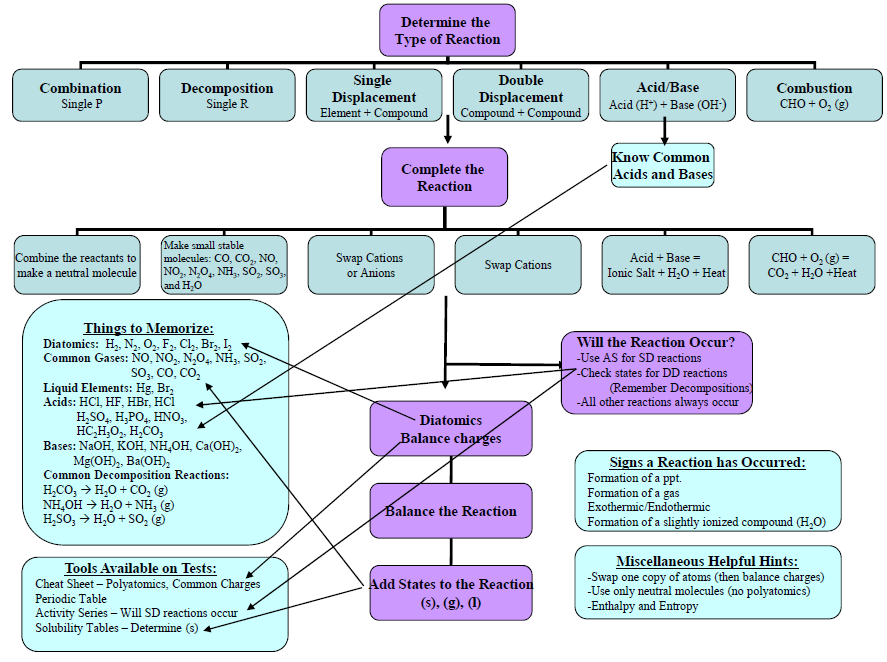 Determine the
Type of Reaction
Combination
Single P
Decomposition
Single R
Single
Displacement
Element + Compound
Double
Displacement
Compound + Compound
Acid/Base
Acid (H⁺) + Base (OH⁻)
Combustion
CHO + O₂ (g)
Know Common
Acids and Bases
Complete the
Reaction
Combine the reactants to
make a neutral molecule
Make small stable
molecules: CO, CO₂, NO,
NO₂, N₂O₄, NH₃, SO₂, SO₃,
and H₂O
Swap Cations
or Anions
Swap Cations
Acid + Base =
Ionic Salt + H₂O + Heat
CHO + O₂ (g) =
CO₂ + H₂O +Heat
Things to Memorize:
Diatomics: H₂, N₂, O₂, F₂, Cl₂, Br₂, I₂
Common Gases: NO, NO₂, N₂O₄, NH₃, SO₂,
SO₃, CO, CO₂
Liquid Elements: Hg, Br₂
Acids: HCl, HF, HBr, HCl
H₂SO₄, H₃PO₄, HNO₃,
HC₂H₃O₂, H₂CO₃
Bases: NaOH, KOH, NH₄OH, Ca(OH)₂,
Mg(OH)₂, Ba(OH)₂
Common Decomposition Reactions:
H₂CO₃ → H₂O + CO₂ (g)
NH₄OH → H₂O + NH₃ (g)
H₂SO₃ → H₂O + SO₂ (g)
Will the Reaction Occur?
-Use AS for SD reactions
-Check states for DD reactions
(Remember Decompositions)
-All other reactions always occur
Diatomics
Balance charges
Balance the Reaction
Add States to the Reaction
(s), (g), (l)
Signs a Reaction has Occurred:
Formation of a ppt.
Formation of a gas
Exothermic/Endothermic
Formation of a slightly ionized compound (H₂O)
Tools Available on Tests:
Cheat Sheet – Polyatomics, Common Charges
Periodic Table
Activity Series – Will SD reactions occur
Solubility Tables – Determine (s)
Miscellaneous Helpful Hints:
-Swap one copy of atoms (then balance charges)
-Use only neutral molecules (no polyatomics)
-Enthalpy and Entropy